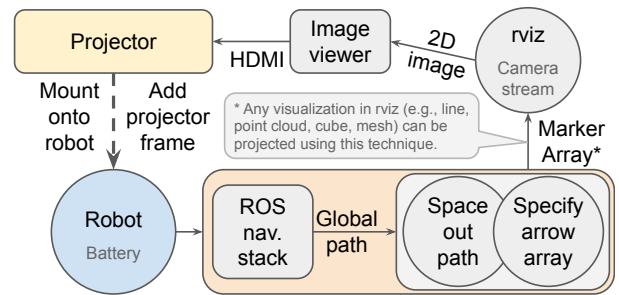 Projector
HDMI
Image
viewer
2D
image
rviz
Camera
stream
Mount
onto
robot
Add
projector
frame
* Any visualization in rviz (e.g., line,
point cloud, cube, mesh) can be
projected using this technique.
Marker
Array*
Robot
Battery
ROS
nav.
stack
Global
path
Space
out
path
Specify
arrow
array